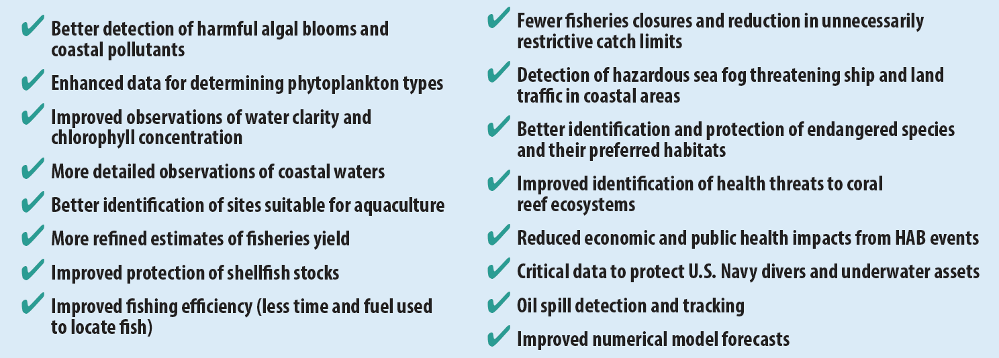 ✔ Better detection of harmful algal blooms and
coastal pollutants
✔ Enhanced data for determining phytoplankton types
✔ Improved observations of water clarity and
chlorophyll concentration
✔ More detailed observations of coastal waters
✔ Better identification of sites suitable for aquaculture
✔ More refined estimates of fisheries yield
✔ Improved protection of shellfish stocks
✔ Improved fishing efficiency (less time and fuel used
to locate fish)
✔ Fewer fisheries closures and reduction in unnecessarily
restrictive catch limits
✔ Detection of hazardous sea fog threatening ship and land
traffic in coastal areas
✔ Better identification and protection of endangered species
and their preferred habitats
✔ Improved identification of health threats to coral
reef ecosystems
✔ Reduced economic and public health impacts from HAB events
✔ Critical data to protect U.S. Navy divers and underwater assets
✔ Oil spill detection and tracking
✔ Improved numerical model forecasts